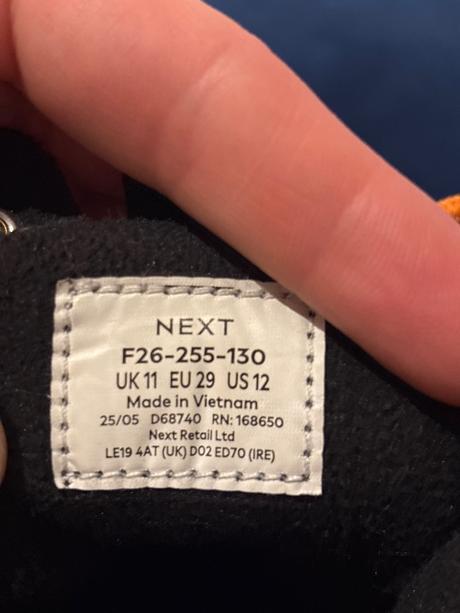 NEXT
F26-255-130
UK 11 EU 29 US 12
Made in Vietnam
25/05 D68740 RN: 168650
Next Retail Ltd
LE19 4AT (UK) D02 ED70 (IRE)